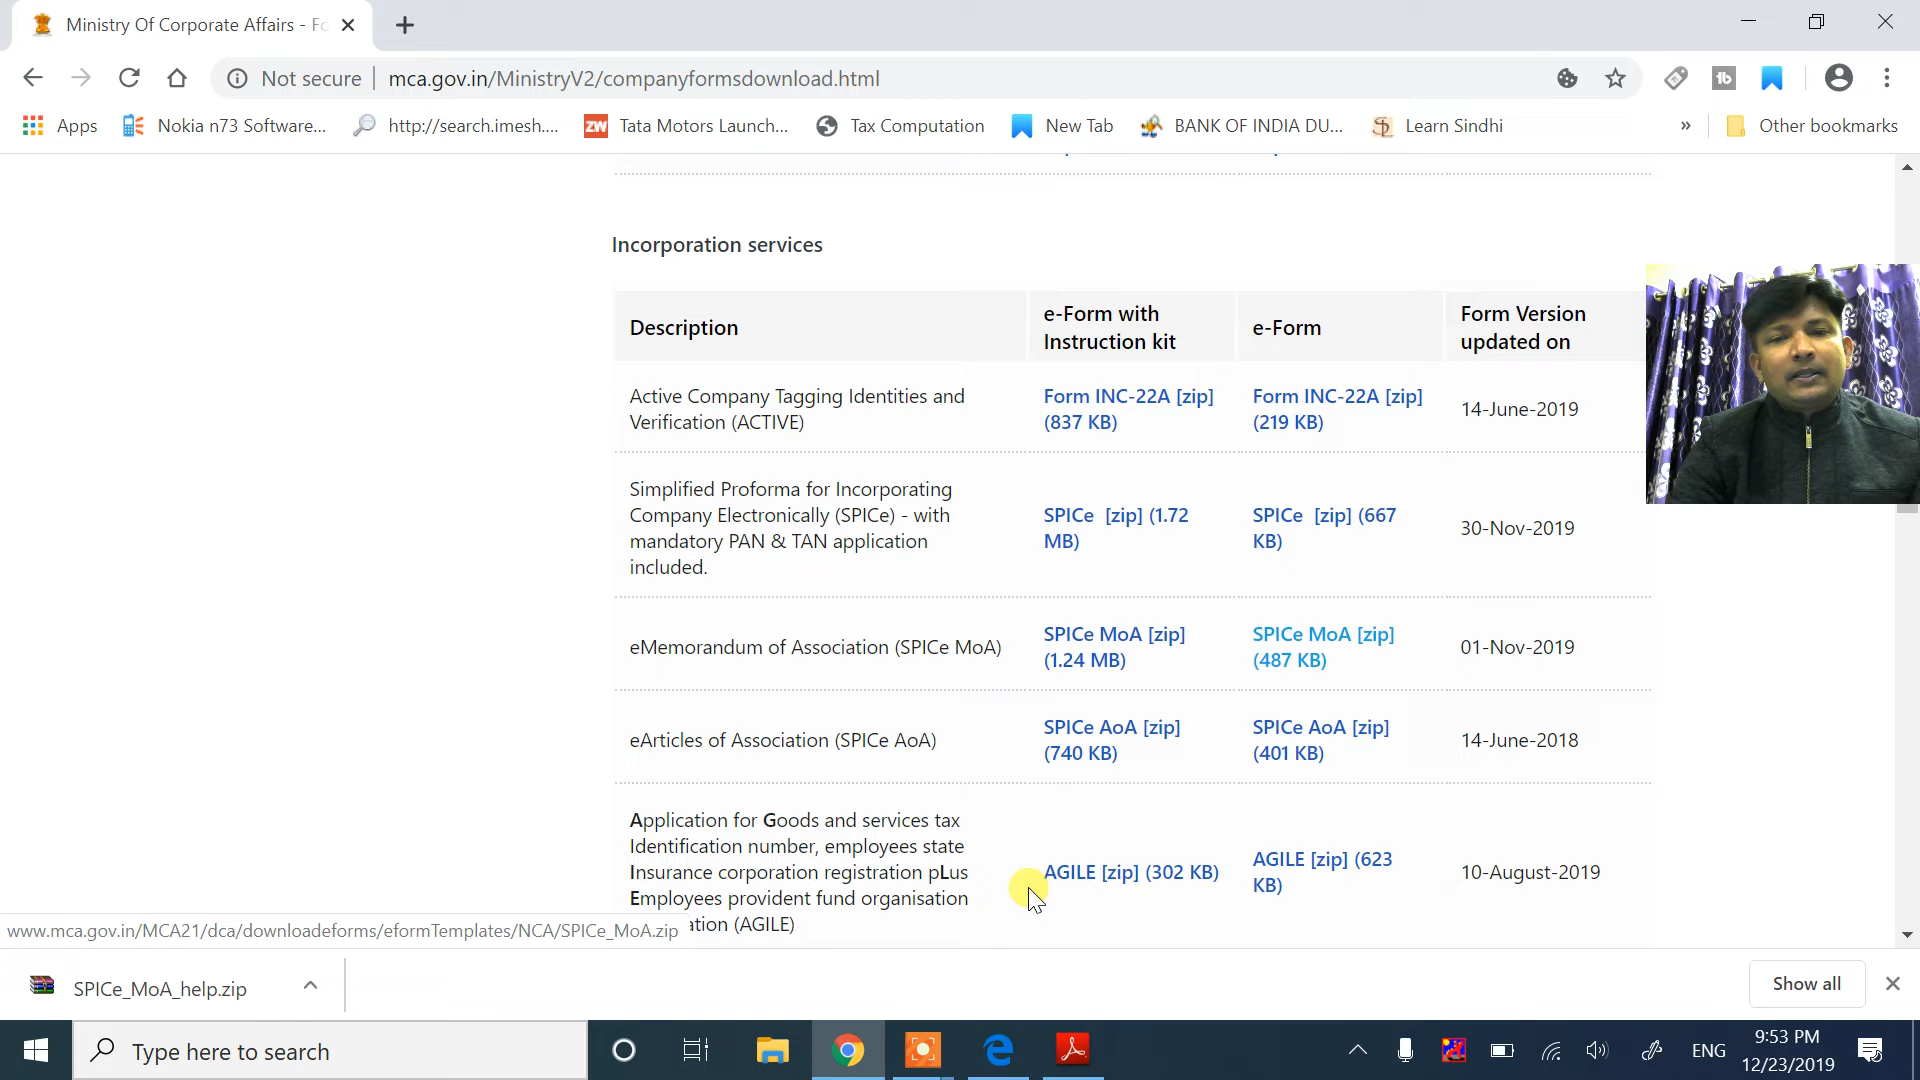 Ministry Of Corporate Affairs - Fo
Not secure
mca.gov.in/MinistryV2/companyformsdownload.html
Apps
Nokia n73 Software...
http://search.imesh....
ZW
Tata Motors Launch...
Tax Computation
New Tab
BANK OF INDIA DU...
Learn Sindhi
»
Other bookmarks
Incorporation services
Description
e-Form with
Instruction kit
e-Form
Form Version
updated on
Active Company Tagging Identities and
Verification (ACTIVE)
Form INC-22A [zip]
(837 KB)
Form INC-22A [zip]
(219 KB)
14-June-2019
Simplified Proforma for Incorporating
Company Electronically (SPICe) - with
mandatory PAN & TAN application
included.
SPICe [zip] (1.72
MB)
SPICe [zip] (667
KB)
30-Nov-2019
eMemorandum of Association (SPICe MoA)
SPICe MoA [zip]
(1.24 MB)
SPICe MoA [zip]
(487 KB)
01-Nov-2019
eArticles of Association (SPICe AoA)
SPICe AoA [zip]
(740 KB)
SPICe AoA [zip]
(401 KB)
14-June-2018
Application for Goods and services tax
Identification number, employees state
Insurance corporation registration pLus
Employees provident fund organisation
ation (AGILE)
AGILE [zip] (302 KB)
AGILE [zip] (623
KB)
10-August-2019
www.mca.gov.in/MCA21/dca/downloadeforms/eformTemplates/NCA/SPICe_MoA.zip
SPICe_MoA_help.zip
Show all
Type here to search
ENG
9:53 PM
12/23/2019